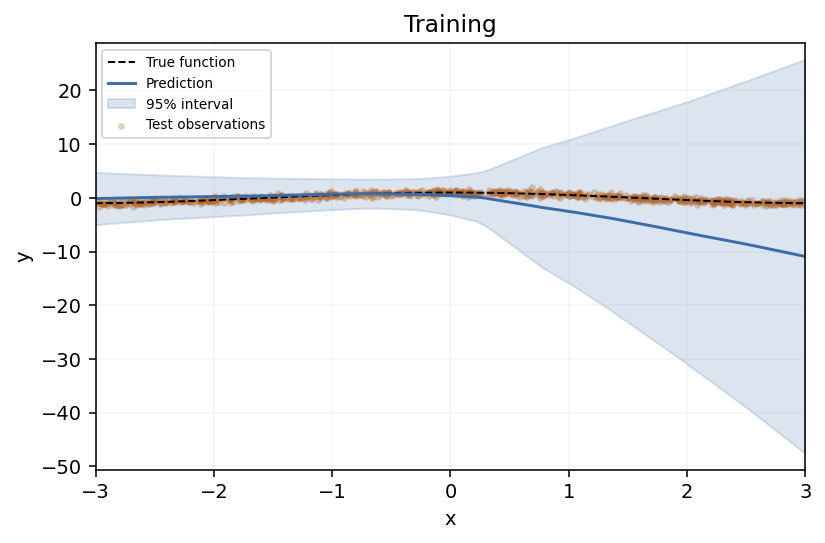 Training
True function
Prediction
95% interval
Test observations
20
10
0
−10
−20
−30
−40
−50
y
−3 −2 −1 0 1 2 3
x